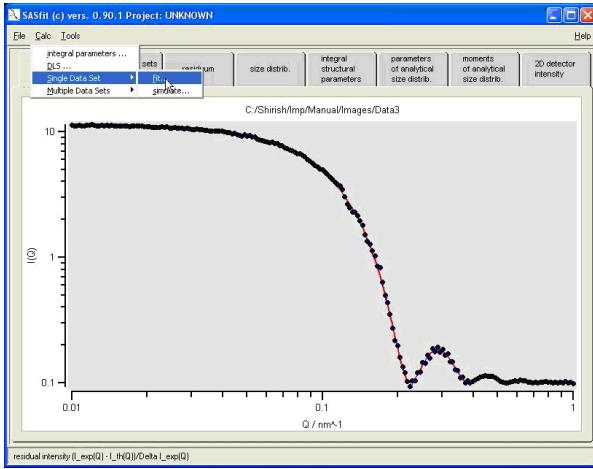 SASfit (c) vers. 0.90.1 Project: UNKNOWN
File Calc Tools Help
integral parameters ...
DLS ...
Single Data Set
Multiple Data Sets
fit...
simulate...
sets
size distrib.
integral
structural
parameters
parameters
of analytical
size distrib.
moments
of analytical
size distrib.
2D detector
intensity
C:/Shirish/Imp/Manual/Images/Data3
10
1
0.1
I(Q)
0.01
0.1
1
Q / nm^-1
residual intensity (I_exp(Q) - I_th(Q))/Delta I_exp(Q)